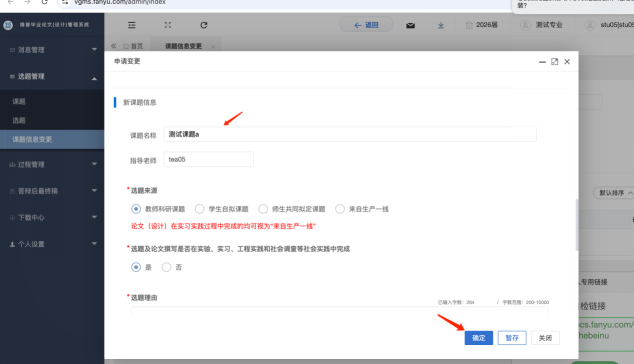 vgms.fanyu.com/admin/index
装?
博睿毕业论文(设计)管理系统
返回
2026届
测试专业
stu05|stu05
消息管理
首页
课题信息变更
选题管理
课题
选题
课题信息变更
过程管理
答辩后最终稿
下载中心
个人设置
申请变更
新课题信息
课题名称
测试课题a
指导老师
tea05
*选题来源
教师科研课题
学生自拟课题
师生共同拟定课题
来自生产一线
论文（设计）在实习实践过程中完成的均可视为"来自生产一线"
*选题及论文撰写是否在实验、实习、工程实践和社会调查等社会实践中完成
是
否
*选题理由
已输入字数: 394
/ 字数范围: 200-10000
确定
暂存
关闭
默认排序
人专用链接
检链接
ocs.fanyu.com/
hebeinu